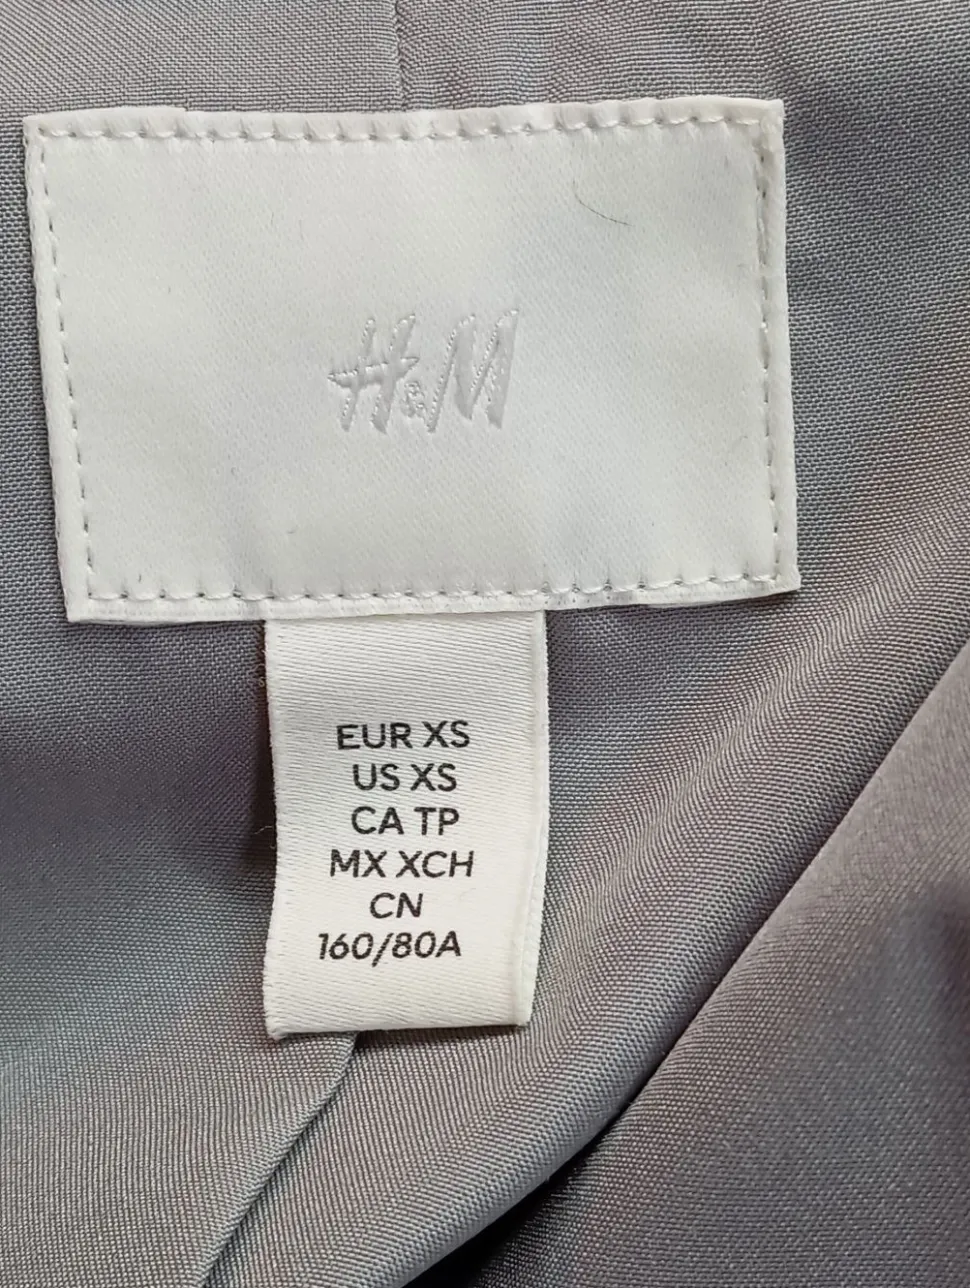 H&M
EUR XS
US XS
CA TP
MX XCH
CN
160/80A